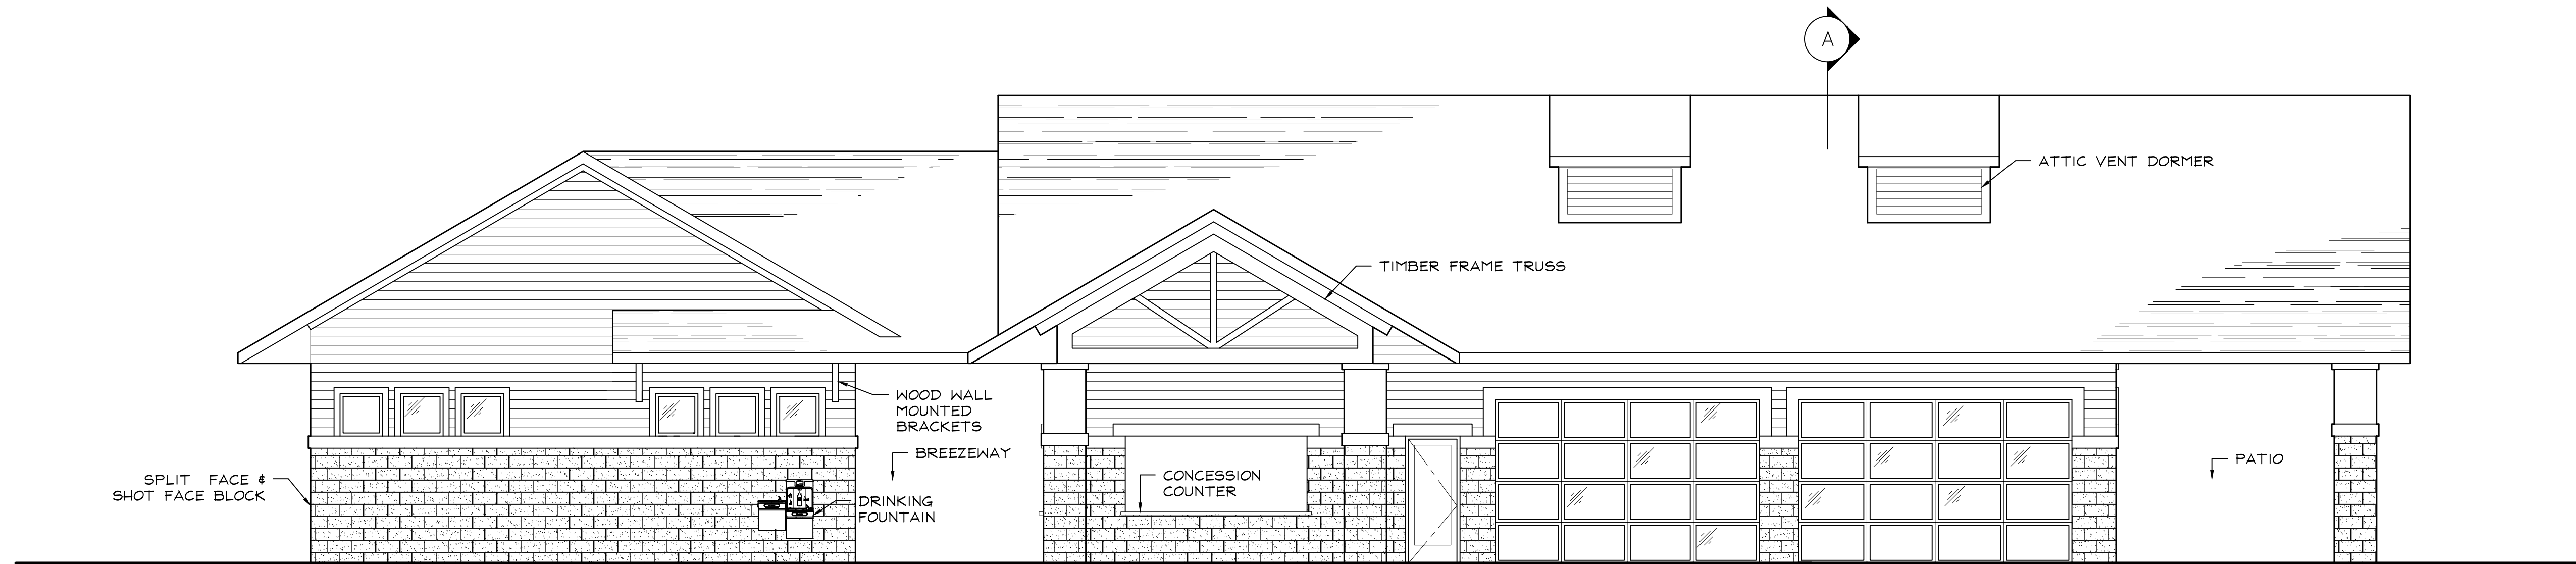 A
ATTIC VENT DORMER
TIMBER FRAME TRUSS
WOOD WALL
MOUNTED
BRACKETS
BREEZEWAY
PATIO
SPLIT FACE &
SHOT FACE BLOCK
CONCESSION
COUNTER
DRINKING
FOUNTAIN